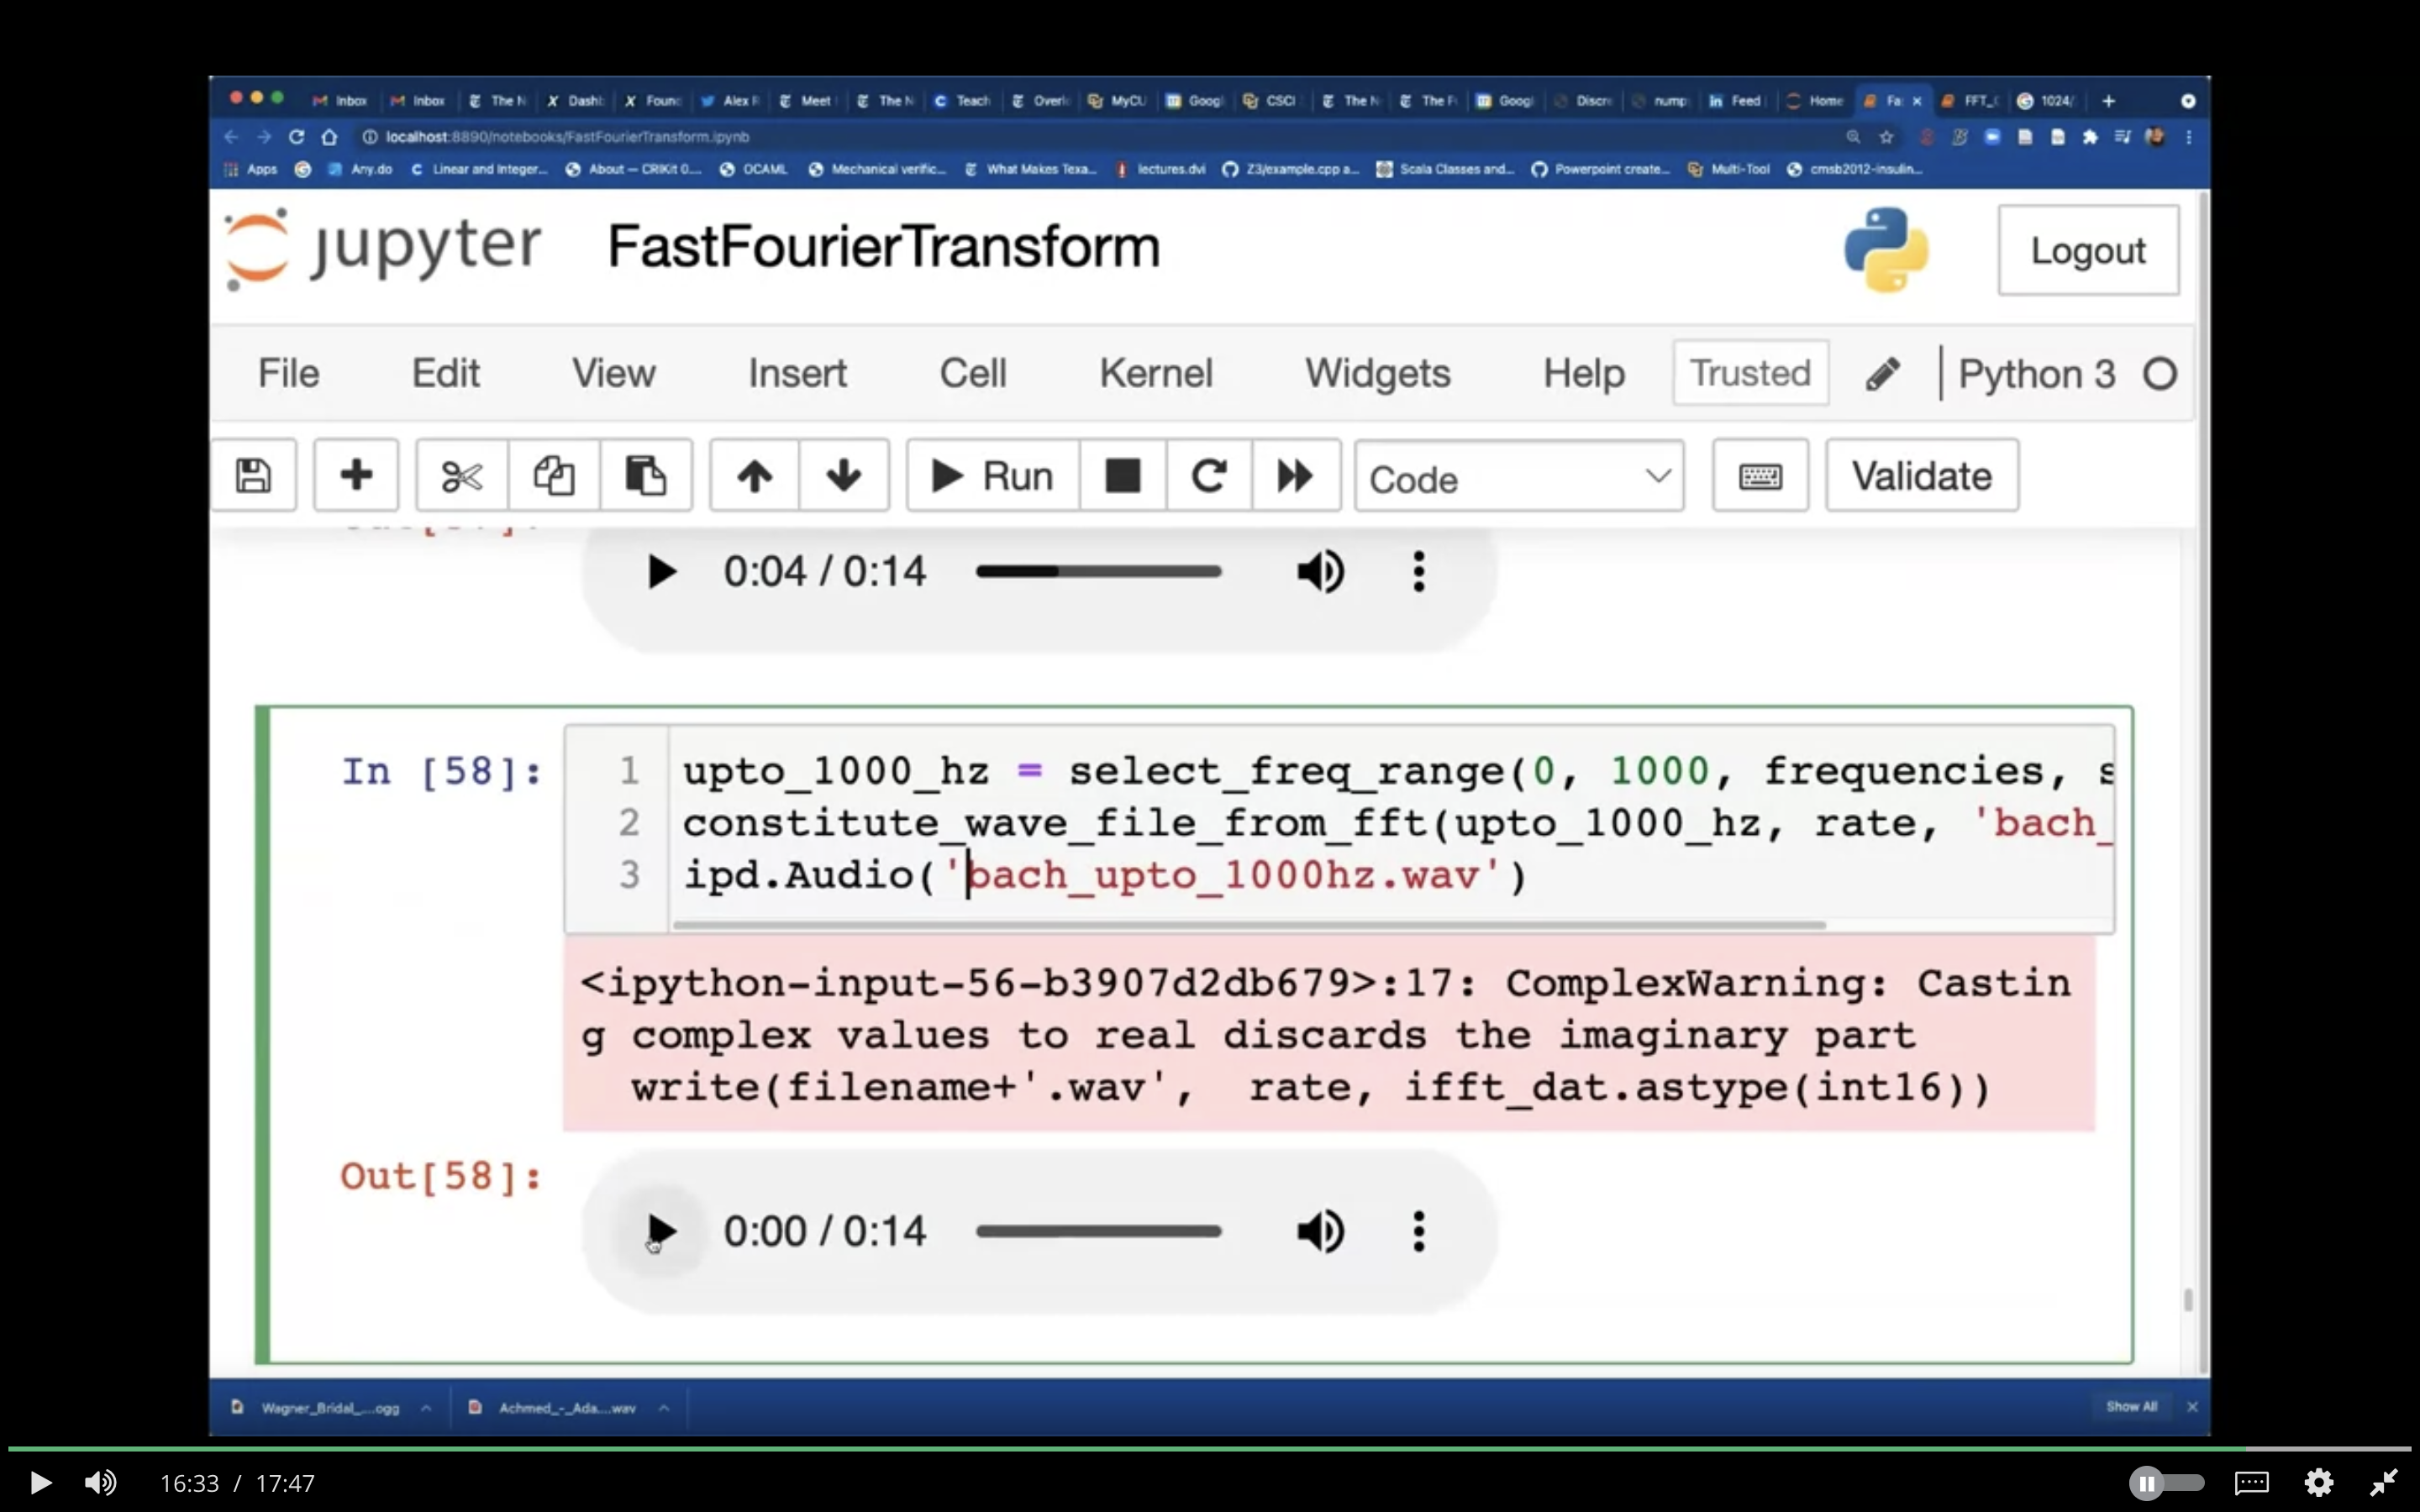 Inbox Inbox The N Dashb Found Alex R Meet The N Teach Overl MyCU Googl CSCI The N The F Googl Discre nump Feed Home Fa FFT_C 1024/
localhost:8890/notebooks/FastFourierTransform.ipynb
Apps Any.do Linear and Integer... About — CRIKit 0.... OCAML Mechanical verific... What Makes Texa... lectures.dvi Z3/example.cpp a... Scala Classes and... Powerpoint create... Multi-Tool cmsb2012-insulin...
jupyter FastFourierTransform Logout
File Edit View Insert Cell Kernel Widgets Help Trusted Python 3
Run Code Validate
0:04 / 0:14
In [58]:
1 upto_1000_hz = select_freq_range(0, 1000, frequencies, s
2 constitute_wave_file_from_fft(upto_1000_hz, rate, 'bach_
3 ipd.Audio('bach_upto_1000hz.wav')
<ipython-input-56-b3907d2db679>:17: ComplexWarning: Castin
g complex values to real discards the imaginary part
write(filename+'.wav', rate, ifft_dat.astype(int16))
Out[58]:
0:00 / 0:14
Wagner_Bridal_....ogg Achmed_-_Ada....wav Show All
16:33 / 17:47